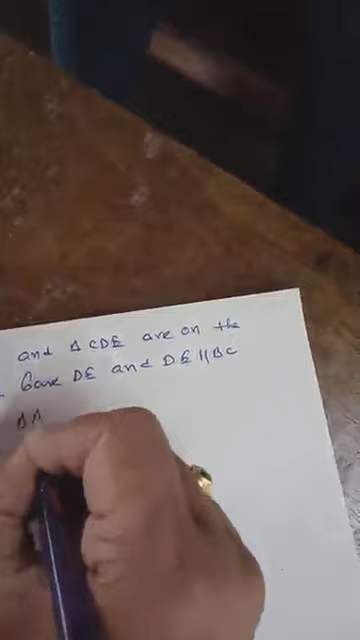 and Δ CDE are on the
base DE and DE || BC